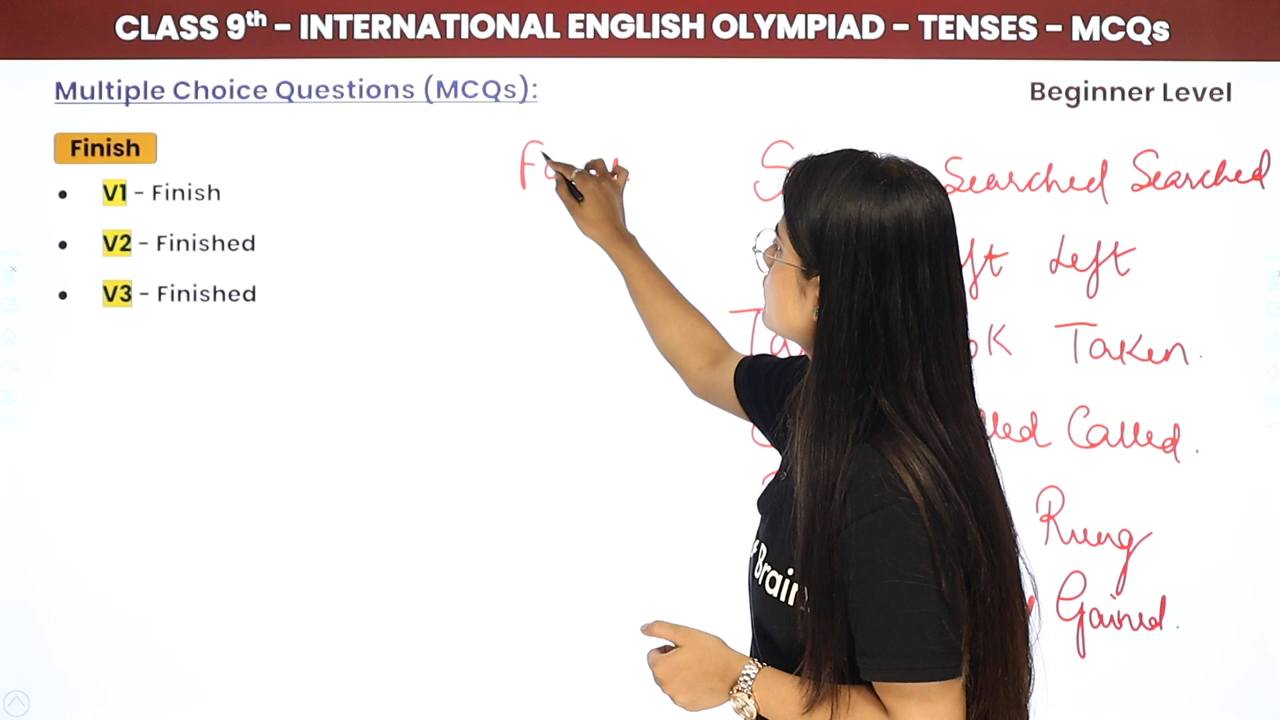 CLASS 9th – INTERNATIONAL ENGLISH OLYMPIAD – TENSES – MCQs
Multiple Choice Questions (MCQs):
Beginner Level
Finish
• V1 – Finish
• V2 – Finished
• V3 – Finished
Searched Searched
Left
Taken.
Called.
Rung
Gained.
Brain